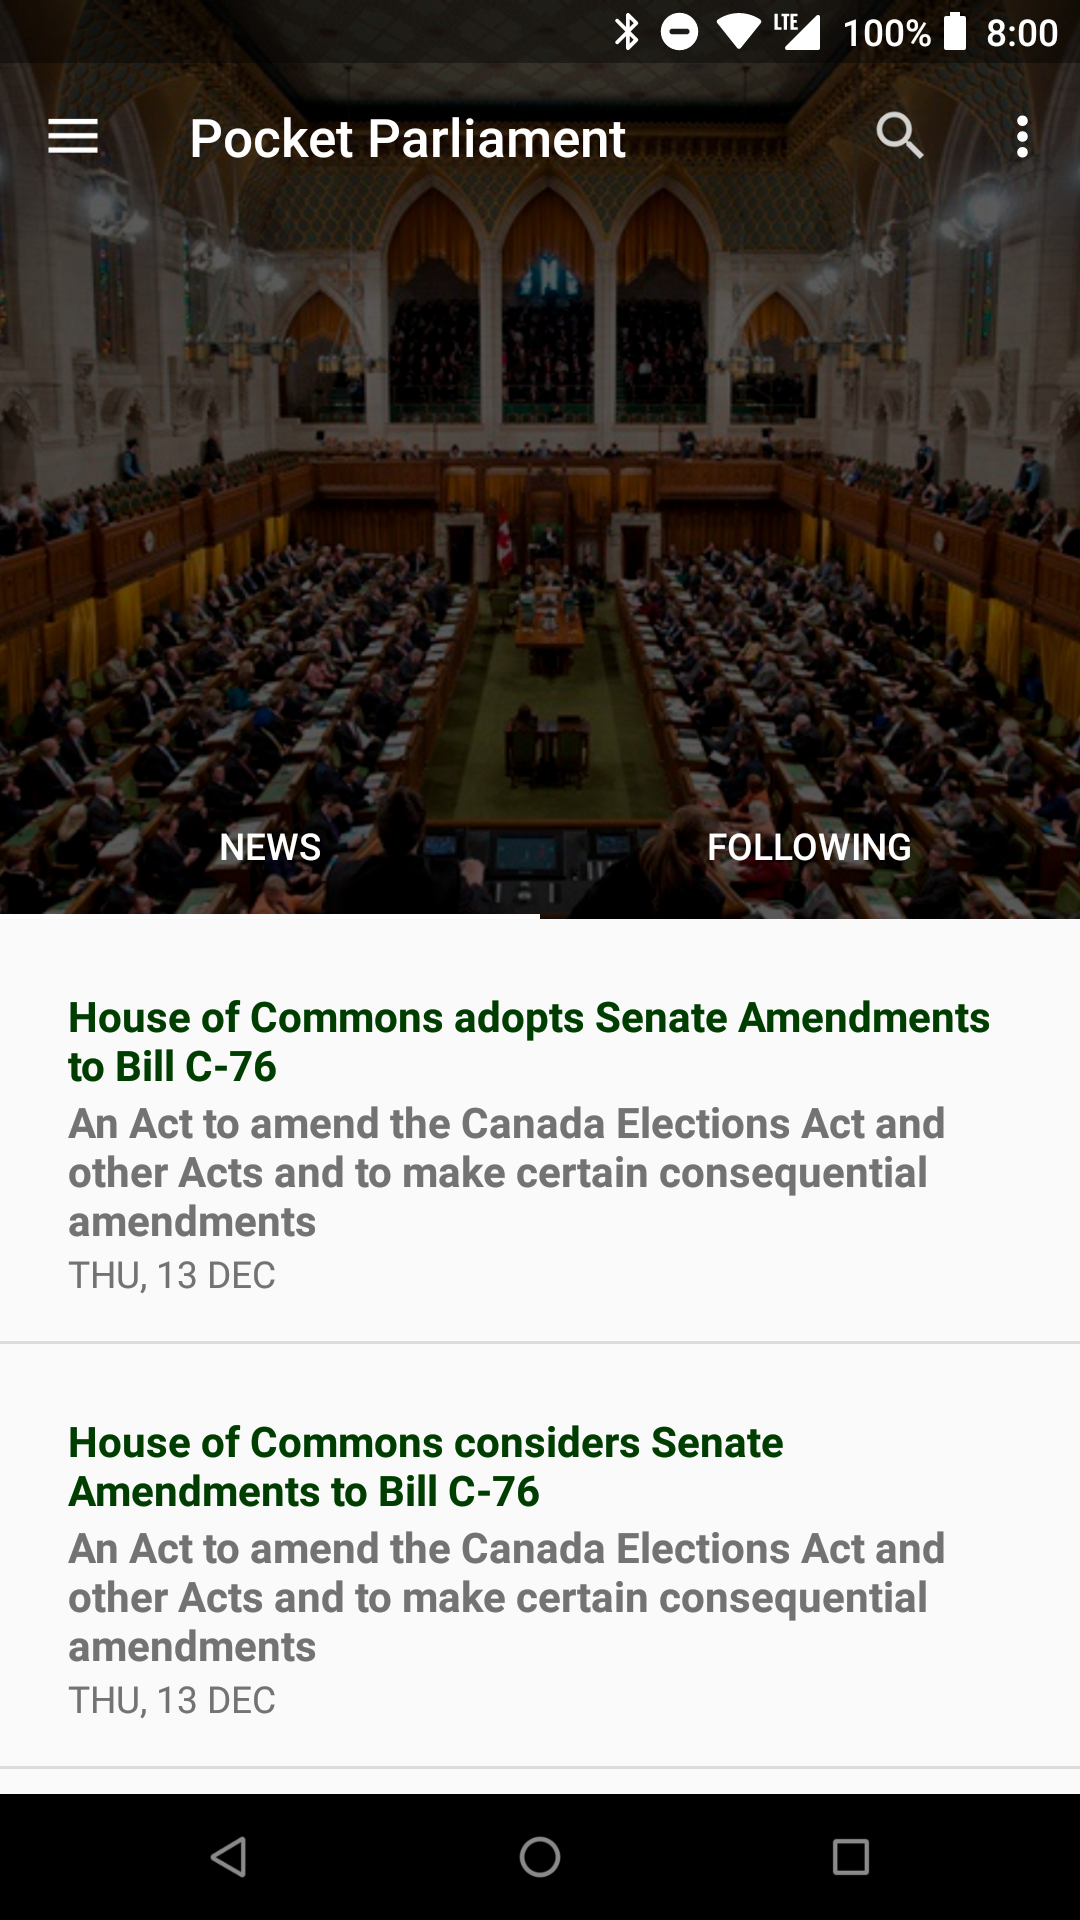 LTE 100% 8:00
Pocket Parliament
NEWS FOLLOWING
House of Commons adopts Senate Amendments
to Bill C-76
An Act to amend the Canada Elections Act and
other Acts and to make certain consequential
amendments
THU, 13 DEC
House of Commons considers Senate
Amendments to Bill C-76
An Act to amend the Canada Elections Act and
other Acts and to make certain consequential
amendments
THU, 13 DEC